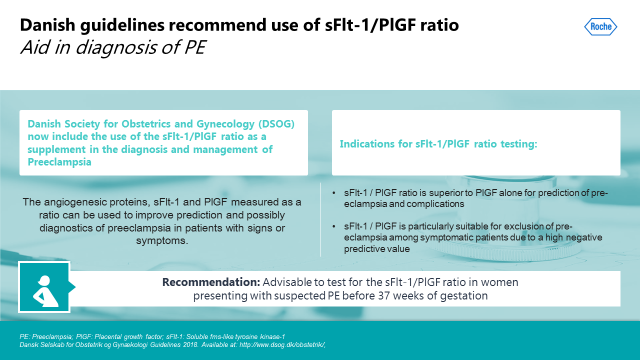 Danish guidelines recommend use of sFlt-1/PlGF ratio
Aid in diagnosis of PE
Roche
Danish Society for Obstetrics and Gynecology (DSOG)
now include the use of the sFlt-1/PlGF ratio as a
supplement in the diagnosis and management of
Preeclampsia
The angiogenesic proteins, sFlt-1 and PlGF measured as a
ratio can be used to improve prediction and possibly
diagnostics of preeclampsia in patients with signs or
symptoms.
Indications for sFlt-1/PlGF ratio testing:
• sFlt-1 / PlGF ratio is superior to PlGF alone for prediction of pre-
eclampsia and complications
• sFlt-1 / PlGF is particularly suitable for exclusion of pre-
eclampsia among symptomatic patients due to a high negative
predictive value
Recommendation: Advisable to test for the sFlt-1/PlGF ratio in women
presenting with suspected PE before 37 weeks of gestation
PE: Preeclampsia; PlGF: Placental growth factor; sFlt-1: Soluble fms-like tyrosine kinase-1
Dansk Selskab for Obstetrik og Gynækologi Guidelines 2018. Available at: http://www.dsog.dk/obstetrik/;